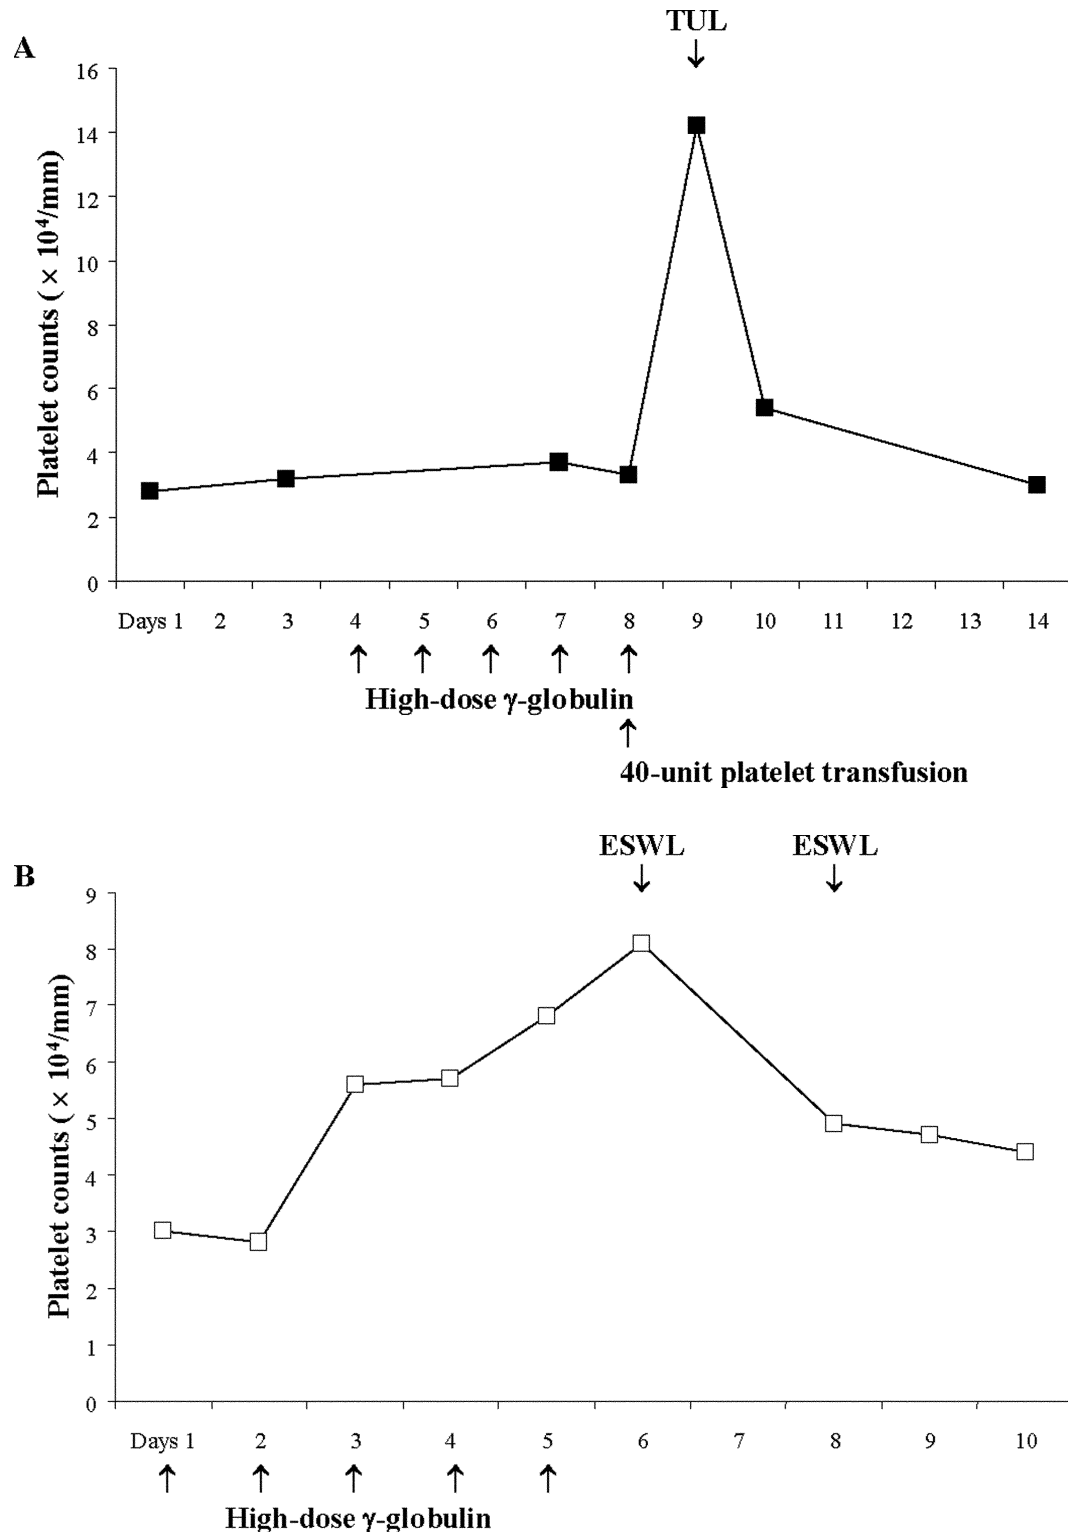 TUL
A
16
14
12
10
8
6
4
2
0
Platelet counts ( × 10⁴/mm)
Days 1 2 3 4 5 6 7 8 9 10 11 12 13 14
High-dose γ-globulin
40-unit platelet transfusion
ESWL ESWL
B
9
8
7
6
5
4
3
2
1
0
Platelet counts ( × 10⁴/mm)
Days 1 2 3 4 5 6 7 8 9 10
High-dose γ-globulin